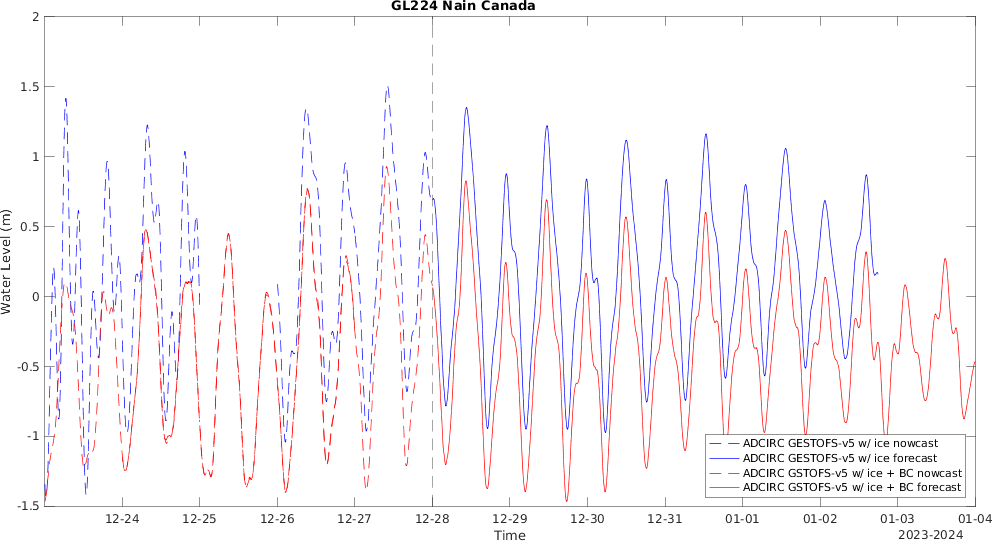 GL224 Nain Canada
2
1.5
1
0.5
0
-0.5
-1
-1.5
Water Level (m)
ADCIRC GESTOFS-v5 w/ ice nowcast
ADCIRC GESTOFS-v5 w/ ice forecast
ADCIRC GSTOFS-v5 w/ ice + BC nowcast
ADCIRC GSTOFS-v5 w/ ice + BC forecast
12-24 12-25 12-26 12-27 12-28 12-29 12-30 12-31 01-01 01-02 01-03 01-04
Time
2023-2024